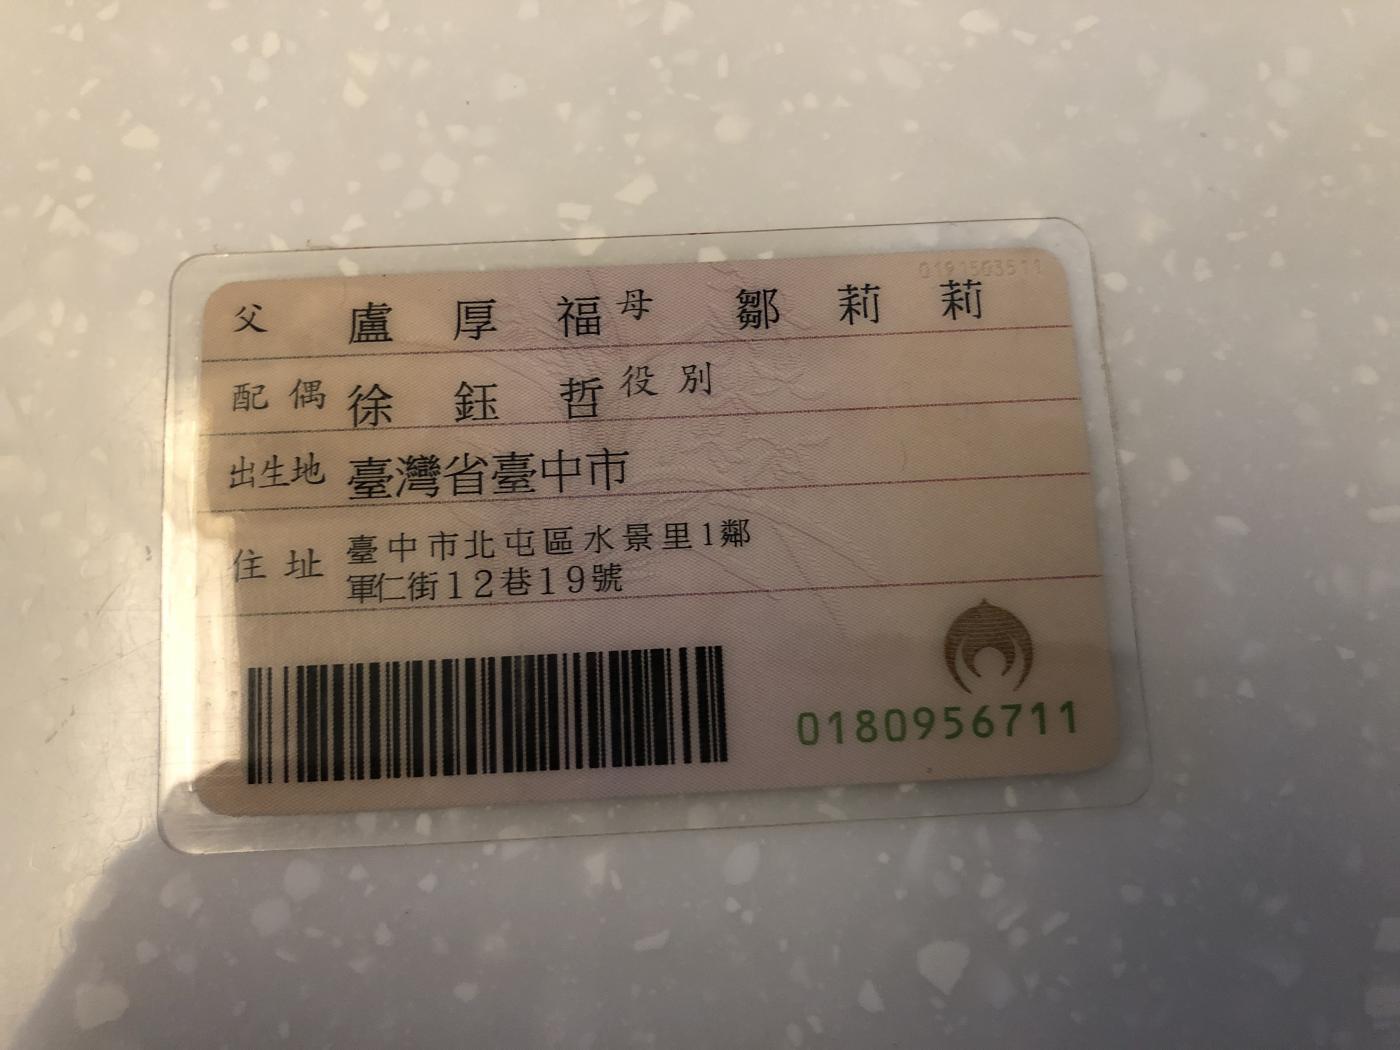 0191503511
父 盧厚福 母 鄒莉莉
配偶 徐鈺哲 役別
出生地 臺灣省臺中市
住址 臺中市北屯區水景里1鄰
軍仁街12巷19號
0180956711